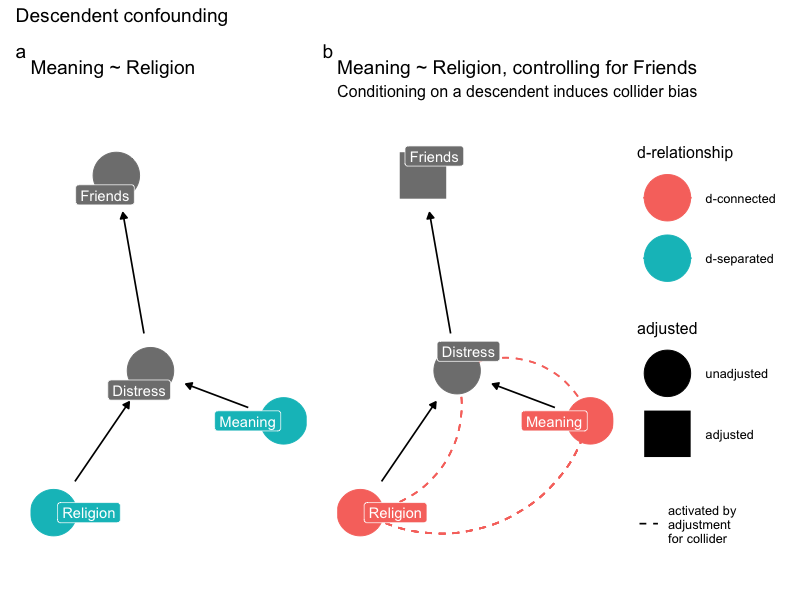 Descendent confounding
a
Meaning ~ Religion
Friends
Distress
Meaning
Religion
b
Meaning ~ Religion, controlling for Friends
Conditioning on a descendent induces collider bias
Friends
Distress
Meaning
Religion
d-relationship
d-connected
d-separated
adjusted
unadjusted
adjusted
activated by
adjustment
for collider